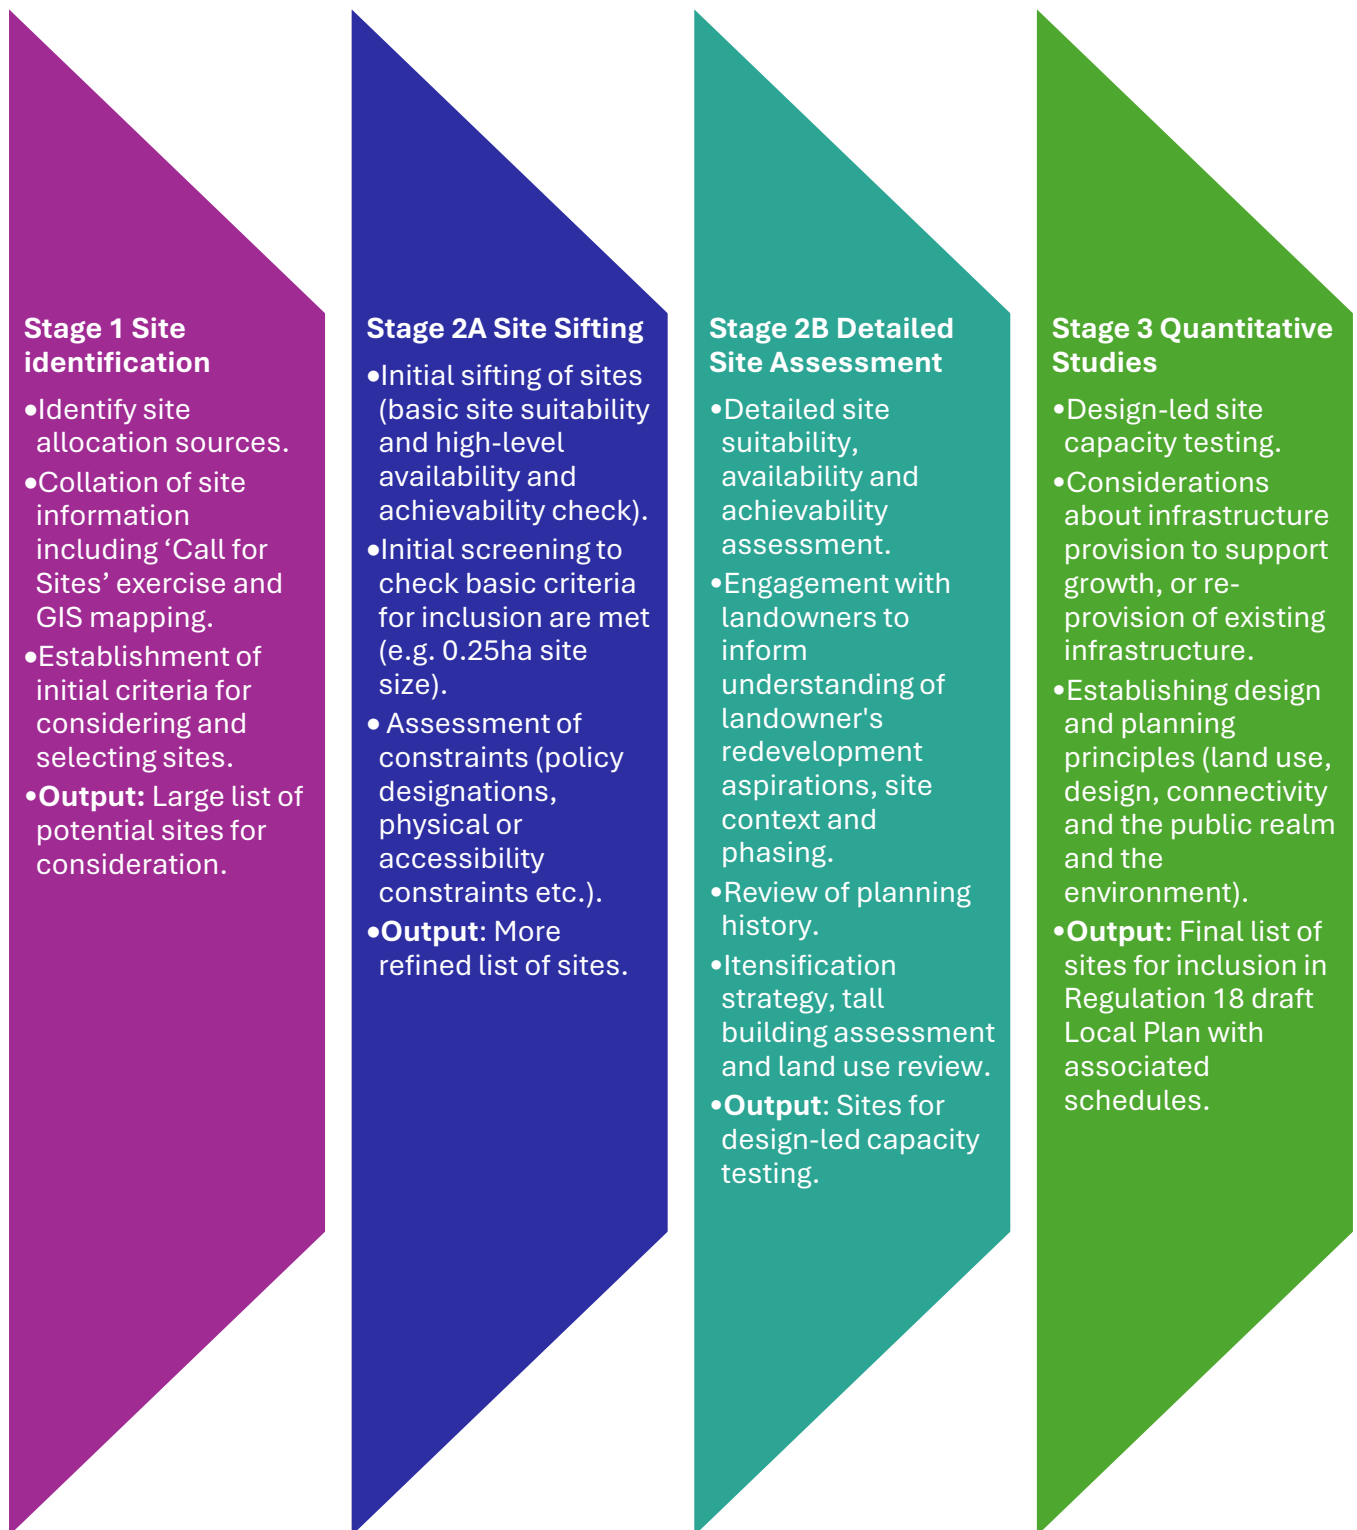 Stage 1 Site
identification
•Identify site
allocation sources.
•Collation of site
information
including ‘Call for
Sites’ exercise and
GIS mapping.
•Establishment of
initial criteria for
considering and
selecting sites.
•Output: Large list of
potential sites for
consideration.
Stage 2A Site Sifting
•Initial sifting of sites
(basic site suitability
and high-level
availability and
achievability check).
•Initial screening to
check basic criteria
for inclusion are met
(e.g. 0.25ha site
size).
• Assessment of
constraints (policy
designations,
physical or
accessibility
constraints etc.).
•Output: More
refined list of sites.
Stage 2B Detailed
Site Assessment
•Detailed site
suitability,
availability and
achievability
assessment.
•Engagement with
landowners to
inform
understanding of
landowner's
redevelopment
aspirations, site
context and
phasing.
•Review of planning
history.
•Itensification
strategy, tall
building assessment
and land use review.
•Output: Sites for
design-led capacity
testing.
Stage 3 Quantitative
Studies
•Design-led site
capacity testing.
•Considerations
about infrastructure
provision to support
growth, or re-
provision of existing
infrastructure.
•Establishing design
and planning
principles (land use,
design, connectivity
and the public realm
and the
environment).
•Output: Final list of
sites for inclusion in
Regulation 18 draft
Local Plan with
associated
schedules.